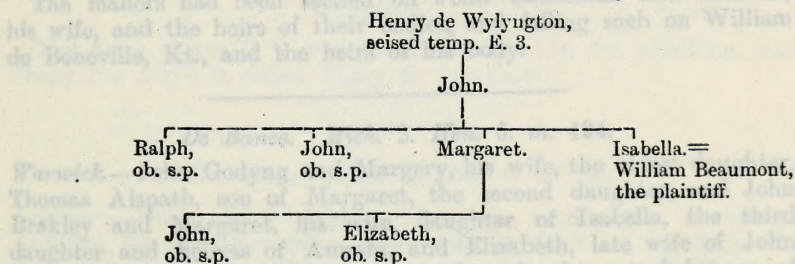 Henry de Wylyngton,
seised temp. E. 3.
John.
Ralph, John, Margaret. Isabella.=
ob. s.p. ob. s.p. William Beaumont,
the plaintiff.
John, Elizabeth,
ob. s.p. ob. s.p.